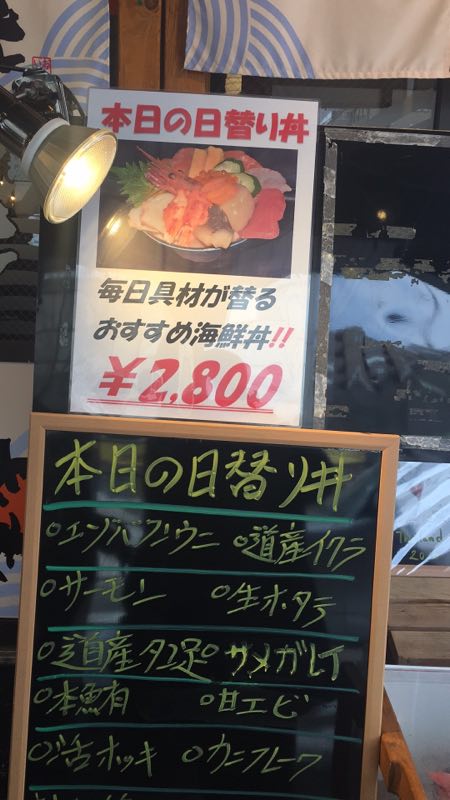 本日の日替り丼
毎日具材が替る
おすすめ海鮮丼!!
¥2,800
本日の日替り丼
○エゾバフンウニ ○道産イクラ
○サーモン ○生ホタテ
○道産タコ足 ○サメガレイ
○本鮪 ○甘エビ
○活ホッキ ○カニフレーク